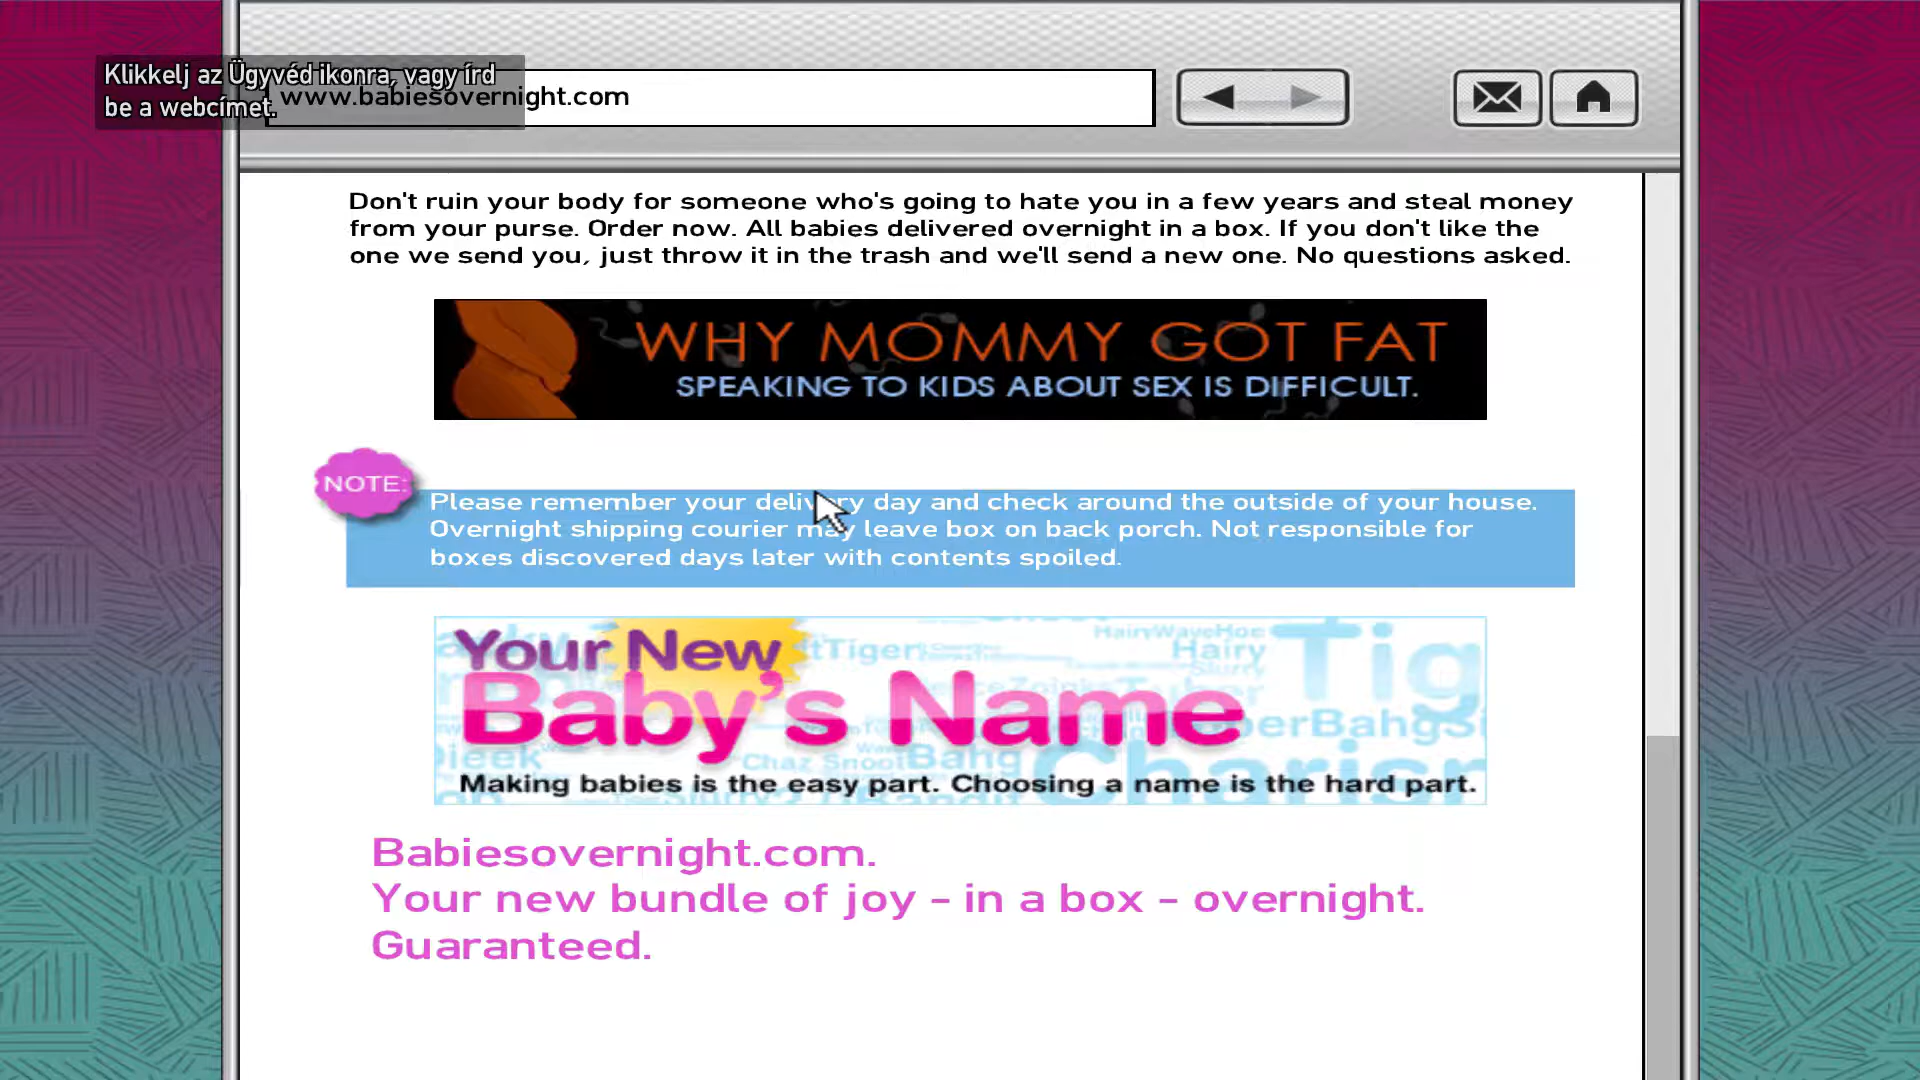 Klikkelj az Ügyvéd ikonra, vagy írd
be a webcímet.
www.babiesovernight.com
Don't ruin your body for someone who's going to hate you in a few years and steal money
from your purse. Order now. All babies delivered overnight in a box. If you don't like the
one we send you, just throw it in the trash and we'll send a new one. No questions asked.
WHY MOMMY GOT FAT
SPEAKING TO KIDS ABOUT SEX IS DIFFICULT.
NOTE:
Please remember your delivery day and check around the outside of your house.
Overnight shipping courier may leave box on back porch. Not responsible for
boxes discovered days later with contents spoiled.
Your New
Baby's Name
HairyWaveHoe
Hairy
Slurry
Tig
Chaz Snoot
Bahg
Making babies is the easy part. Choosing a name is the hard part.
Babiesovernight.com.
Your new bundle of joy - in a box - overnight.
Guaranteed.